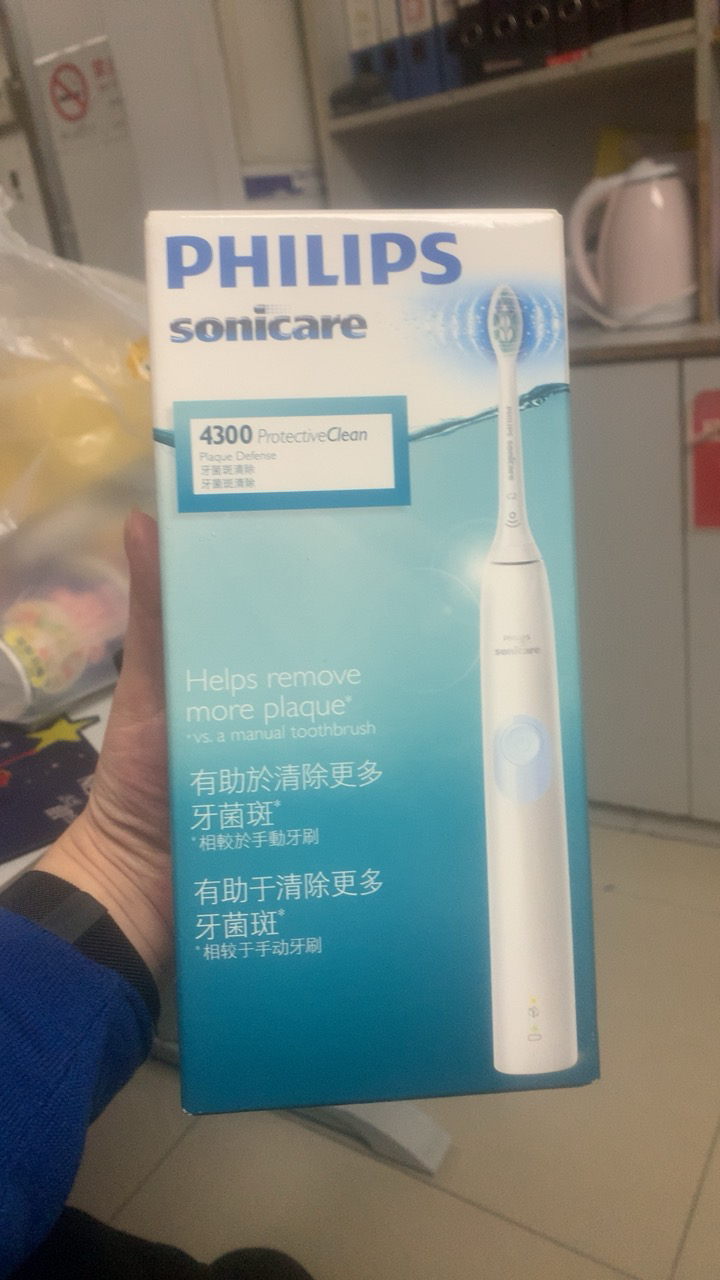 PHILIPS
sonicare
4300 ProtectiveClean
Plaque Defense
牙菌斑清除
牙菌斑清除
Helps remove
more plaque*
*vs. a manual toothbrush
有助於清除更多
牙菌斑*
*相較於手動牙刷
有助于清除更多
牙菌斑*
*相较于手动牙刷
PHILIPS sonicare
PHILIPS
sonicare